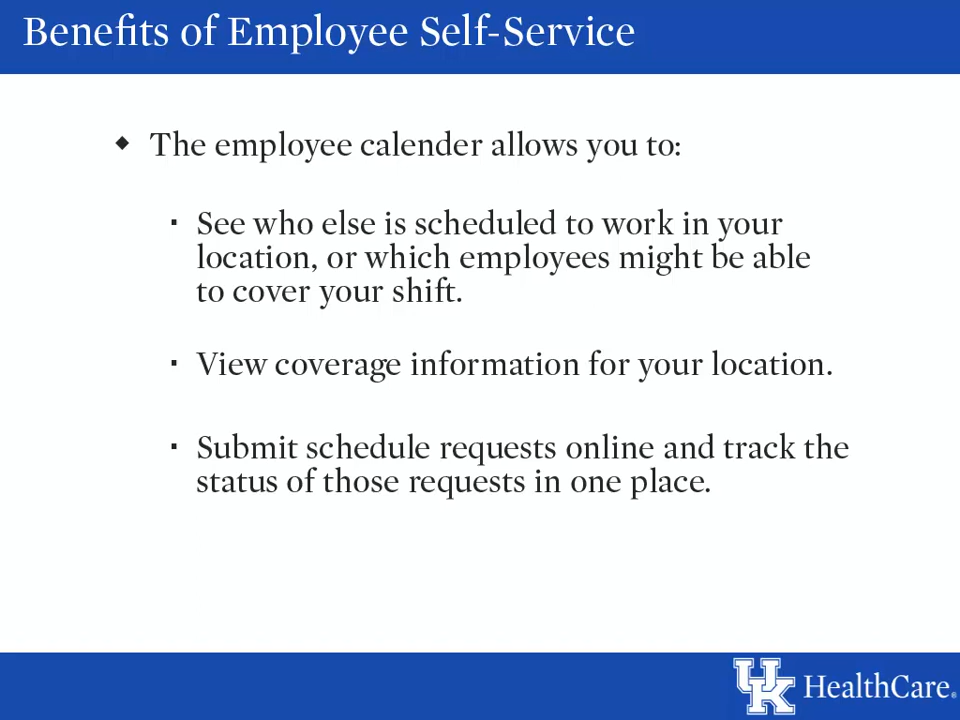 Benefits of Employee Self-Service
◆ The employee calender allows you to:
▪ See who else is scheduled to work in your
location, or which employees might be able
to cover your shift.
▪ View coverage information for your location.
▪ Submit schedule requests online and track the
status of those requests in one place.
UK HealthCare®